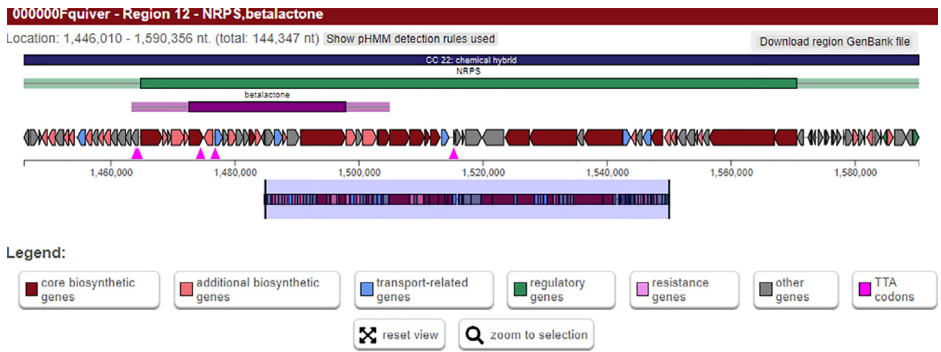 000000Fquiver - Region 12 - NRPS,betalactone
Location: 1,446,010 - 1,590,356 nt. (total: 144,347 nt) Show pHMM detection rules used
Download region GenBank file
CC 22: chemical hybrid
NRPS
betalactone
1,460,000 1,480,000 1,500,000 1,520,000 1,540,000 1,560,000 1,580,000
Legend:
core biosynthetic genes
additional biosynthetic genes
transport-related genes
regulatory genes
resistance genes
other genes
TTA codons
reset view
zoom to selection